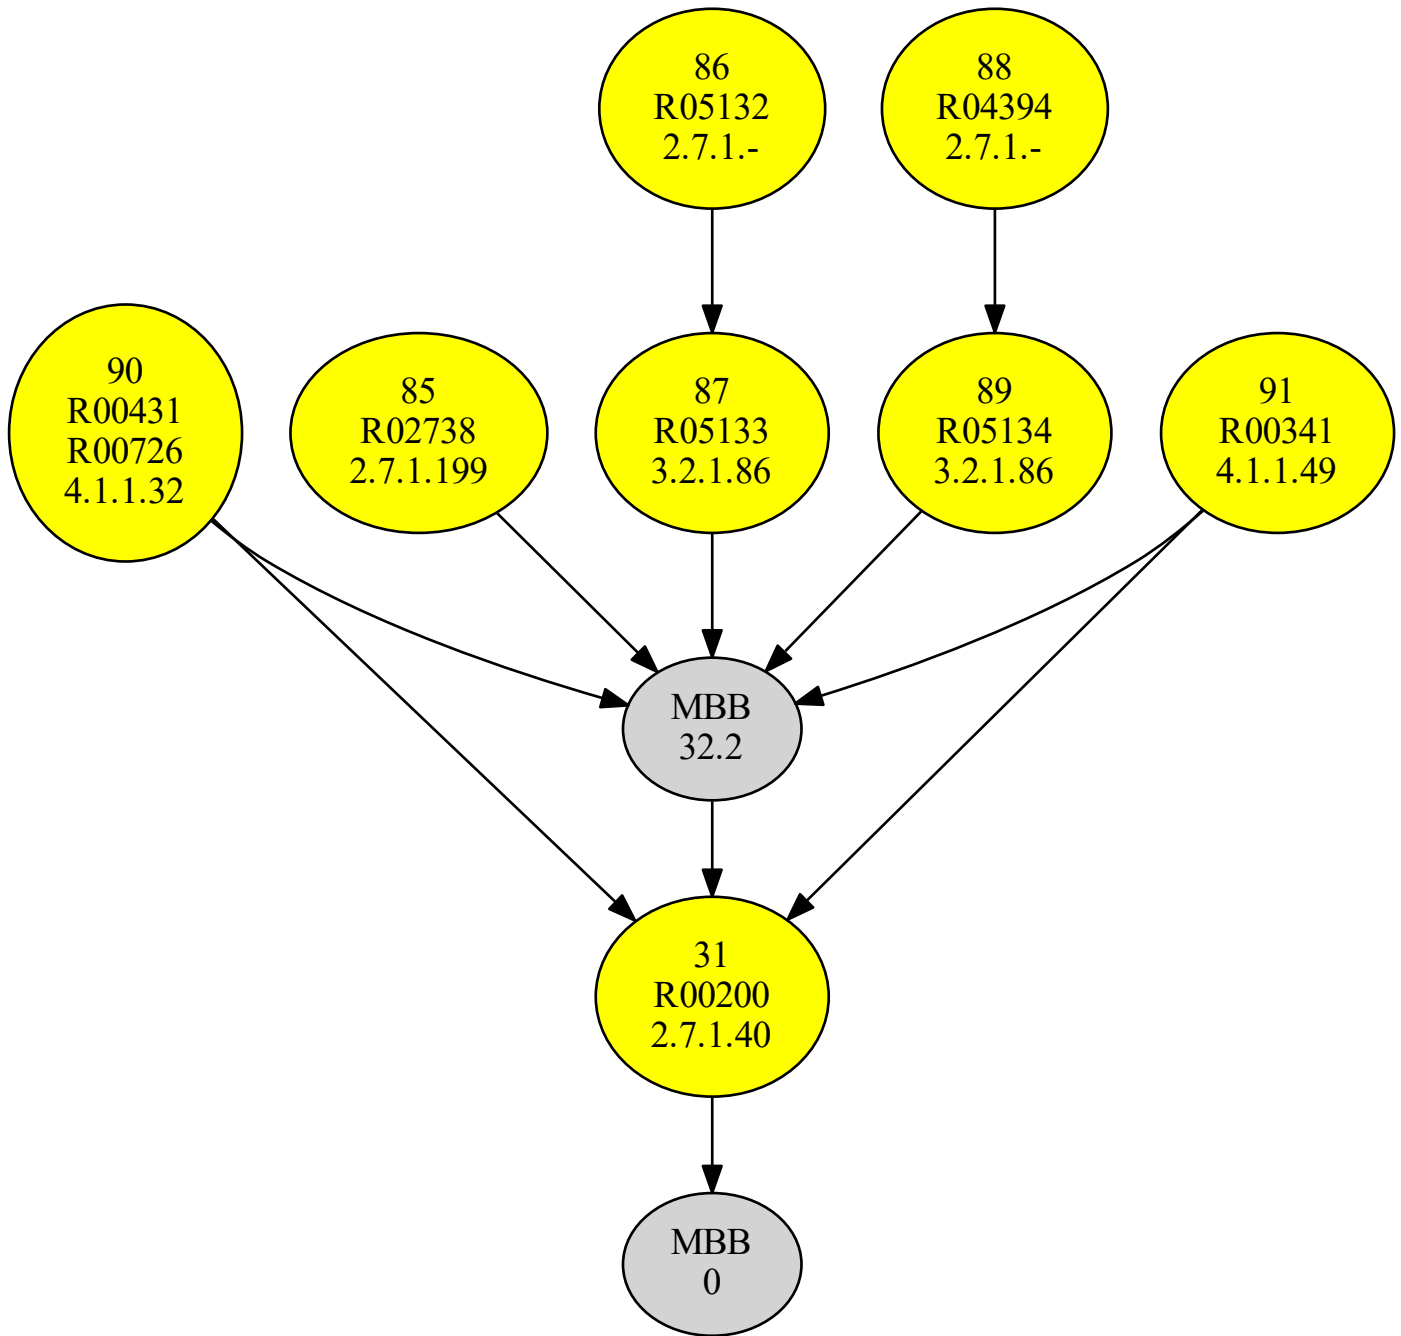 86
R05132
2.7.1.-
88
R04394
2.7.1.-
90
R00431
R00726
4.1.1.32
85
R02738
2.7.1.199
87
R05133
3.2.1.86
89
R05134
3.2.1.86
91
R00341
4.1.1.49
MBB
32.2
31
R00200
2.7.1.40
MBB
0